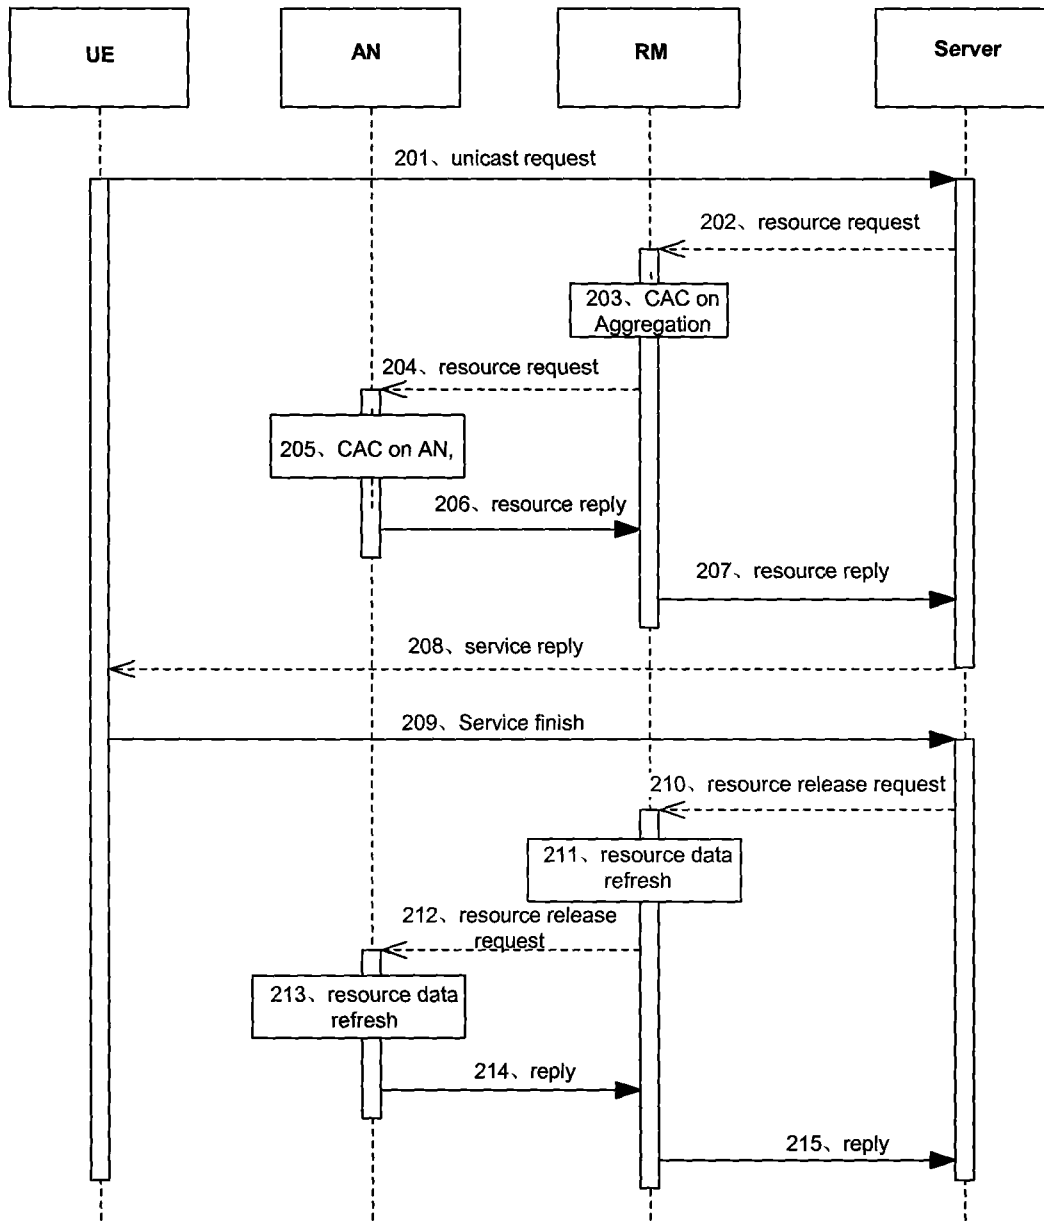 UE
AN
RM
Server
201、unicast request
202、resource request
203、CAC on
Aggregation
204、resource request
205、CAC on AN,
206、resource reply
207、resource reply
208、service reply
209、Service finish
210、resource release request
211、resource data
refresh
212、resource release
request
213、resource data
refresh
214、reply
215、reply